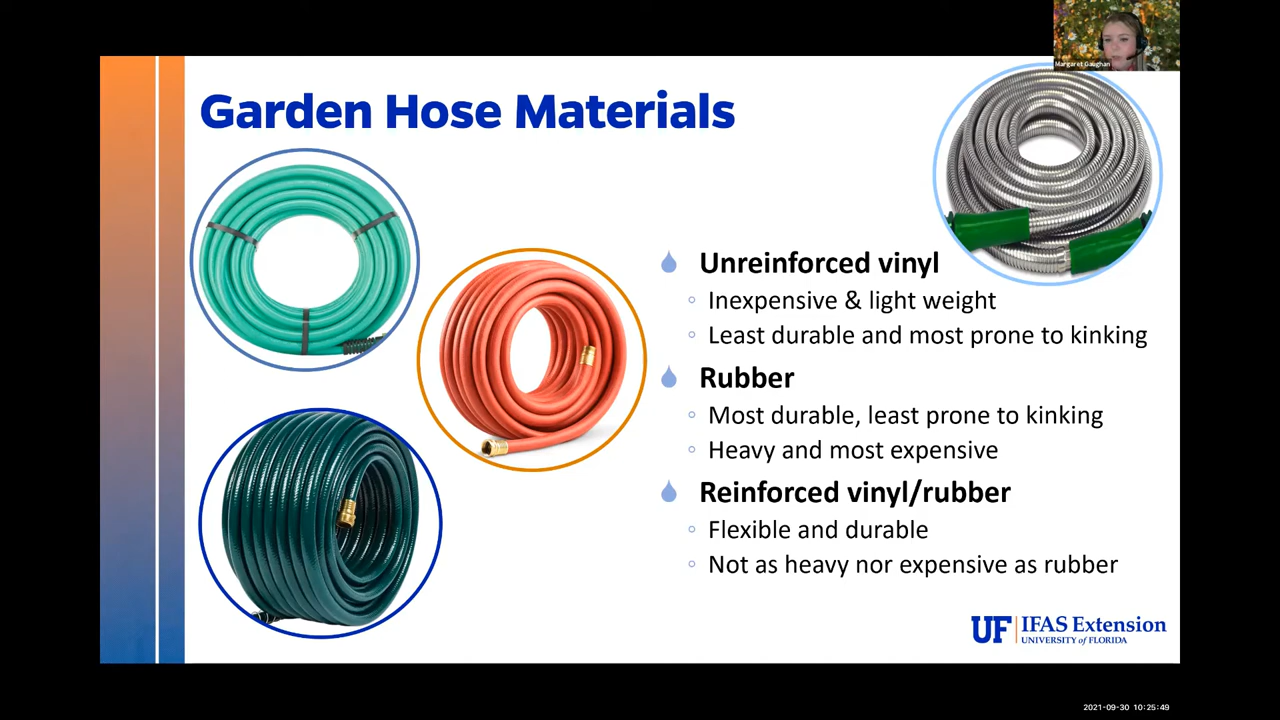 Margaret Gaughan
Garden Hose Materials
Unreinforced vinyl
Inexpensive & light weight
Least durable and most prone to kinking
Rubber
Most durable, least prone to kinking
Heavy and most expensive
Reinforced vinyl/rubber
Flexible and durable
Not as heavy nor expensive as rubber
UF IFAS Extension
UNIVERSITY of FLORIDA
2021-09-30 10:25:49